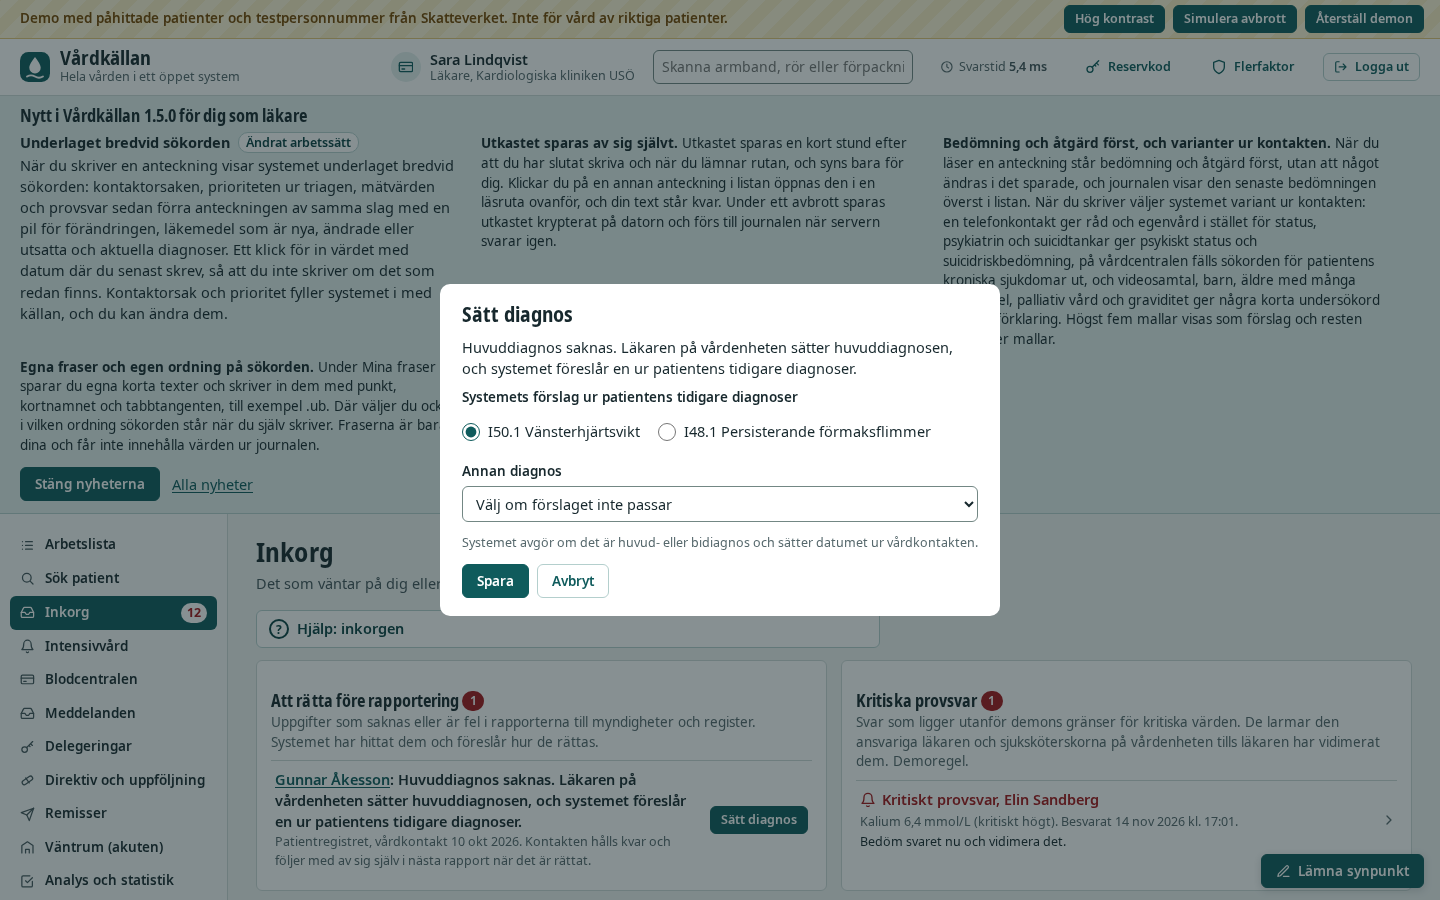 Demo med påhittade patienter och testpersonnummer från Skatteverket. Inte för vård av riktiga patienter.
Hög kontrast
Simulera avbrott
Återställ demon
Vårdkällan
Hela vården i ett öppet system
Sara Lindqvist
Läkare, Kardiologiska kliniken USÖ
Skanna armband, rör eller förpackni
Svarstid 5,4 ms
Reservkod
Flerfaktor
Logga ut
Nytt i Vårdkällan 1.5.0 för dig som läkare
Underlaget bredvid sökorden
Ändrat arbetssätt
När du skriver en anteckning visar systemet underlaget bredvid
sökorden: kontaktorsaken, prioriteten ur triagen, mätvärden
och provsvar sedan förra anteckningen av samma slag med en
pil för förändringen, läkemedel som är nya, ändrade eller
utsatta och aktuella diagnoser. Ett klick för in värdet med
datum där du senast skrev, så att du inte skriver om det som
redan finns. Kontaktorsak och prioritet fyller systemet i med
källan, och du kan ändra dem.
Utkastet sparas av sig självt. Utkastet sparas en kort stund efter
att du har slutat skriva och när du lämnar rutan, och syns bara för
dig. Klickar du på en annan anteckning i listan öppnas den i en
läsruta ovanför, och din text står kvar. Under ett avbrott sparas
utkastet krypterat på datorn och förs till journalen när servern
svarar igen.
Bedömning och åtgärd först, och varianter ur kontakten. När du
läser en anteckning står bedömning och åtgärd först, utan att något
ändras i det sparade, och journalen visar den senaste bedömningen
överst i listan. När du skriver väljer systemet variant ur kontakten:
en telefonkontakt ger råd och egenvård i stället för status,
psykiatrin och suicidtankar ger psykiskt status och
suicidriskbedömning, på vårdcentralen fälls sökorden för patientens
kroniska sjukdomar ut, och videosamtal, barn, äldre med många
el, palliativ vård och graviditet ger några korta undersökord
förklaring. Högst fem mallar visas som förslag och resten
er mallar.
Egna fraser och egen ordning på sökorden. Under Mina fraser
sparar du egna korta texter och skriver in dem med punkt,
kortnamnet och tabbtangenten, till exempel .ub. Där väljer du ock
i vilken ordning sökorden står när du själv skriver. Fraserna är bar
dina och får inte innehålla värden ur journalen.
Stäng nyheterna
Alla nyheter
Sätt diagnos
Huvuddiagnos saknas. Läkaren på vårdenheten sätter huvuddiagnosen,
och systemet föreslår en ur patientens tidigare diagnoser.
Systemets förslag ur patientens tidigare diagnoser
I50.1 Vänsterhjärtsvikt
I48.1 Persisterande förmaksflimmer
Annan diagnos
Välj om förslaget inte passar
Systemet avgör om det är huvud- eller bidiagnos och sätter datumet ur vårdkontakten.
Spara
Avbryt
Arbetslista
Sök patient
Inkorg
12
Intensivvård
Blodcentralen
Meddelanden
Delegeringar
Direktiv och uppföljning
Remisser
Väntrum (akuten)
Analys och statistik
Inkorg
Det som väntar på dig eller
Hjälp: inkorgen
Att rätta före rapportering 1
Uppgifter som saknas eller är fel i rapporterna till myndigheter och register.
Systemet har hittat dem och föreslår hur de rättas.
Gunnar Åkesson: Huvuddiagnos saknas. Läkaren på
vårdenheten sätter huvuddiagnosen, och systemet föreslår
en ur patientens tidigare diagnoser.
Patientregistret, vårdkontakt 10 okt 2026. Kontakten hålls kvar och
följer med av sig själv i nästa rapport när det är rättat.
Sätt diagnos
Kritiska provsvar 1
Svar som ligger utanför demons gränser för kritiska värden. De larmar den
ansvariga läkaren och sjuksköterskorna på vårdenheten tills läkaren har vidimerat
dem. Demoregel.
Kritiskt provsvar, Elin Sandberg
Kalium 6,4 mmol/L (kritiskt högt). Besvarat 14 nov 2026 kl. 17:01.
Bedöm svaret nu och vidimera det.
Lämna synpunkt